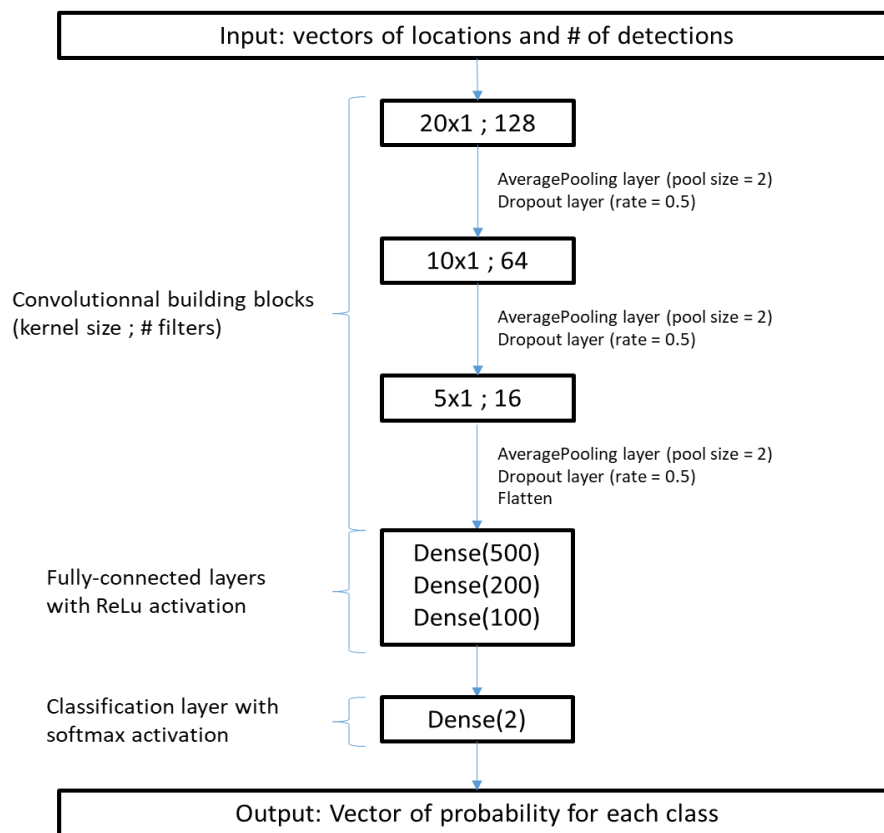 Input: vectors of locations and # of detections
20x1 ; 128
AveragePooling layer (pool size = 2)
Dropout layer (rate = 0.5)
10x1 ; 64
Convolutionnal building blocks
(kernel size ; # filters)
AveragePooling layer (pool size = 2)
Dropout layer (rate = 0.5)
5x1 ; 16
AveragePooling layer (pool size = 2)
Dropout layer (rate = 0.5)
Flatten
Fully-connected layers
with ReLu activation
Dense(500)
Dense(200)
Dense(100)
Classification layer with
softmax activation
Dense(2)
Output: Vector of probability for each class